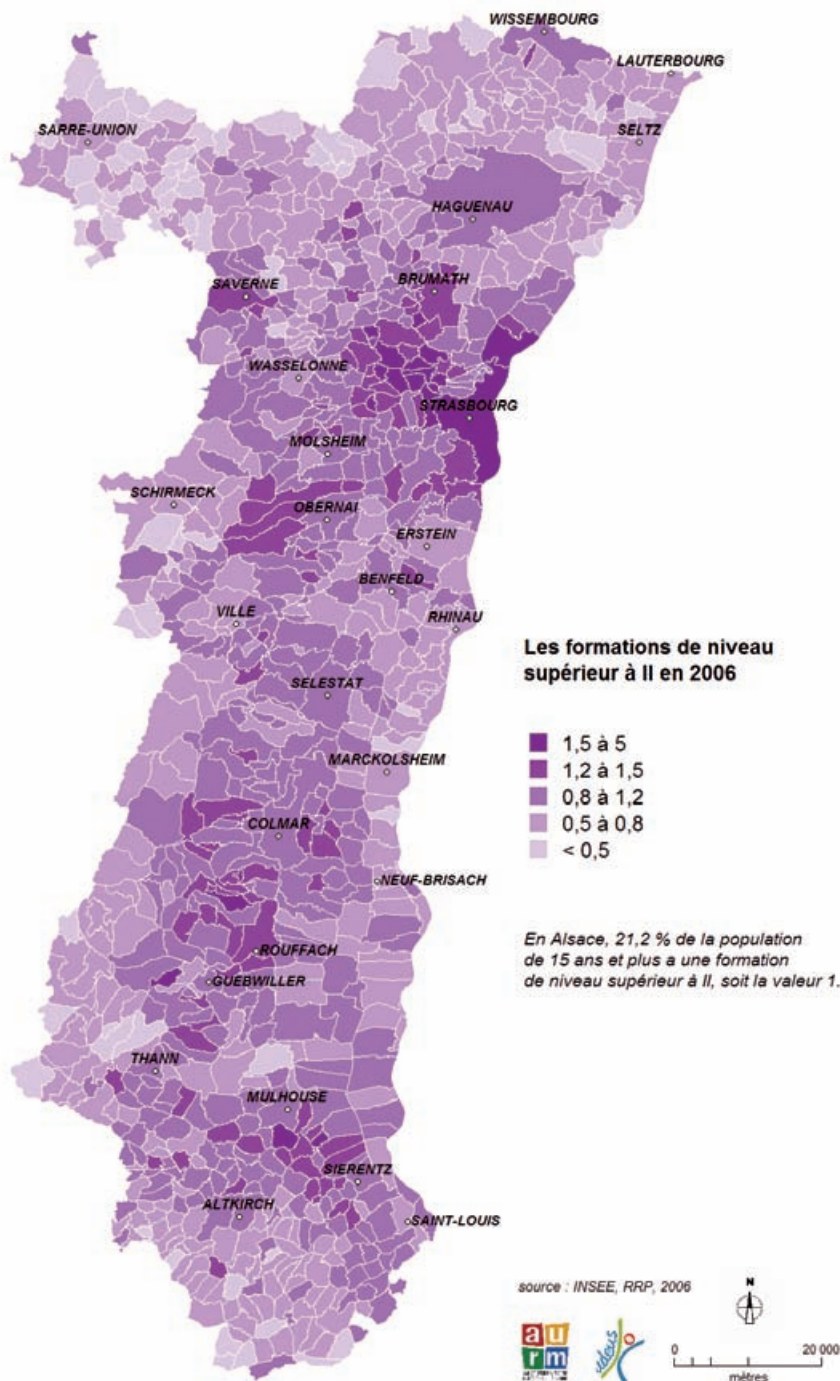 WISSEMBOURG
LAUTERBOURG
SARRE-UNION
SELTZ
HAGUENAU
SAVERNE
BRUMATH
WASSELONNE
STRASBOURG
MOLSHEIM
SCHIRMECK
OBERNAI
ERSTEIN
BENFELD
VILLE
RHINAU
Les formations de niveau
supérieur à II en 2006
SELESTAT
1,5 à 5
1,2 à 1,5
0,8 à 1,2
0,5 à 0,8
< 0,5
MARCKOLSHEIM
COLMAR
NEUF-BRISACH
En Alsace, 21,2 % de la population
de 15 ans et plus a une formation
de niveau supérieur à II, soit la valeur 1.
ROUFFACH
GUEBWILLER
THANN
MULHOUSE
SIERENTZ
ALTKIRCH
SAINT-LOUIS
source : INSEE, RRP, 2006
N
au
rm
adeus
0 20 000
mètres